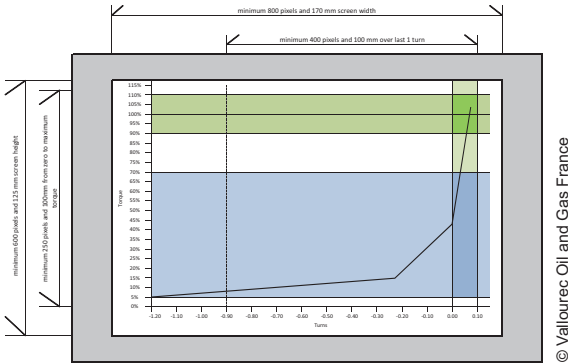 minimum 800 pixels and 170 mm screen width
minimum 400 pixels and 100 mm over last 1 turn
minimum 600 pixels and 125 mm screen height
minimum 250 pixels and 100mm from zero to maximum
torque
Torque
115%
110%
105%
100%
95%
90%
85%
80%
75%
70%
65%
60%
55%
50%
45%
40%
35%
30%
25%
20%
15%
10%
5%
0%
-1.20 -1.10 -1.00 -0.90 -0.80 -0.70 -0.60 -0.50 -0.40 -0.30 -0.20 -0.10 0.00 0.10
Turns
© Vallourec Oil and Gas France